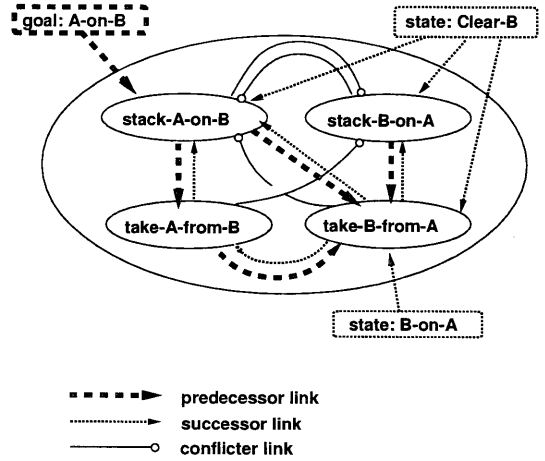 goal: A-on-B
state: Clear-B
stack-A-on-B
stack-B-on-A
take-A-from-B
take-B-from-A
state: B-on-A
predecessor link
successor link
conflicter link